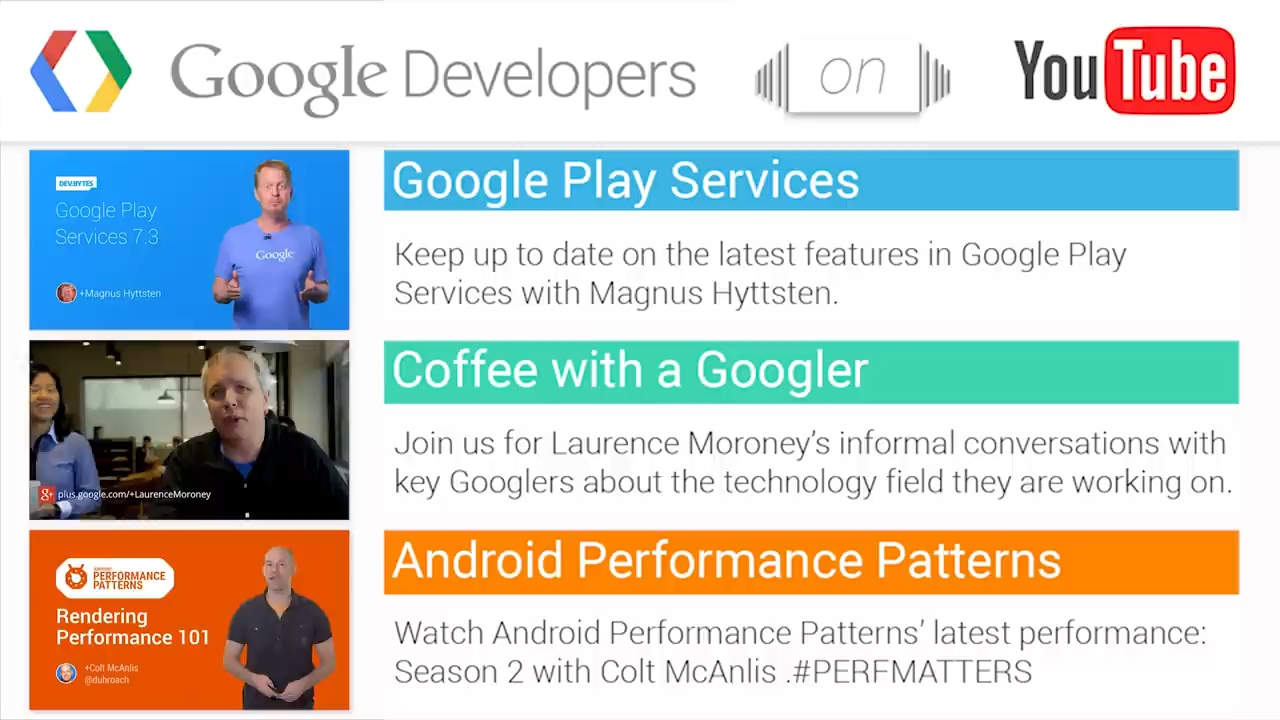 Google Developers on YouTube
DEV.BYTES
Google Play
Services 7.3
+Magnus Hyttsten
Google
Google Play Services
Keep up to date on the latest features in Google Play
Services with Magnus Hyttsten.
plus.google.com/+LaurenceMoroney
Coffee with a Googler
Join us for Laurence Moroney's informal conversations with
key Googlers about the technology field they are working on.
PERFORMANCE
PATTERNS
Rendering
Performance 101
+Colt McAnlis
@duhroach
Android Performance Patterns
Watch Android Performance Patterns' latest performance:
Season 2 with Colt McAnlis .#PERFMATTERS